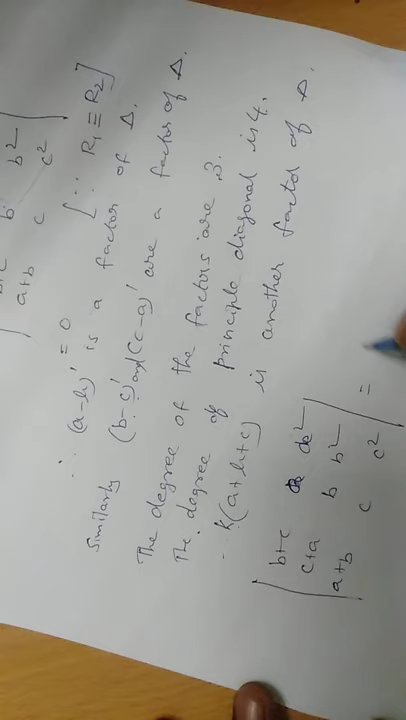 b+c b b²
a+b c c²
∴ = 0 [∵ R₁ ≡ R₂]
(a-b)' is a factor of Δ.
Similarly (b-c)' and (c-a)' are a factor of Δ.
The degree of the factors are 3.
The degree of principle diagonal is 4.
∴ k(a+b+c) is another factor of Δ.
b+c a a²
c+a b b² =
a+b c c²